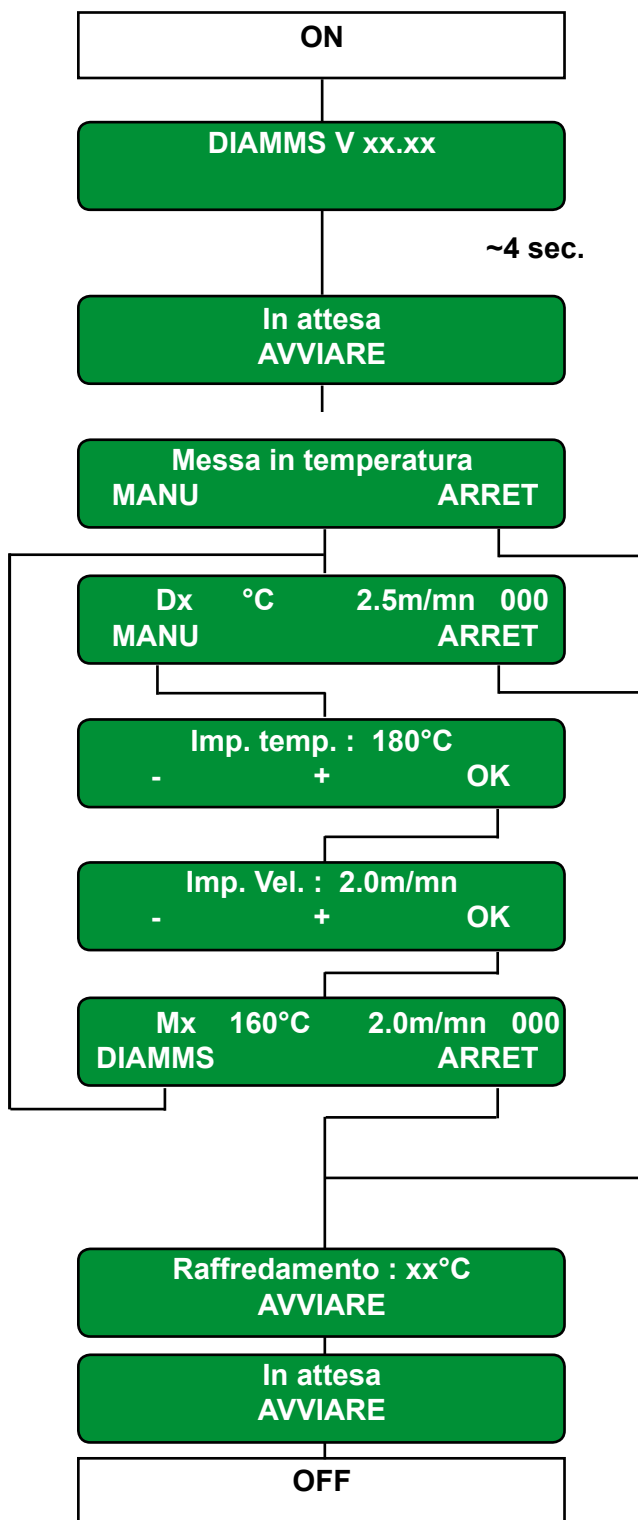 ON
DIAMMS V xx.xx
~4 sec.
In attesa
AVVIARE
Messa in temperatura
MANU ARRET
Dx °C 2.5m/mn 000
MANU ARRET
Imp. temp. : 180°C
- + OK
Imp. Vel. : 2.0m/mn
- + OK
Mx 160°C 2.0m/mn 000
DIAMMS ARRET
Raffredamento : xx°C
AVVIARE
In attesa
AVVIARE
OFF